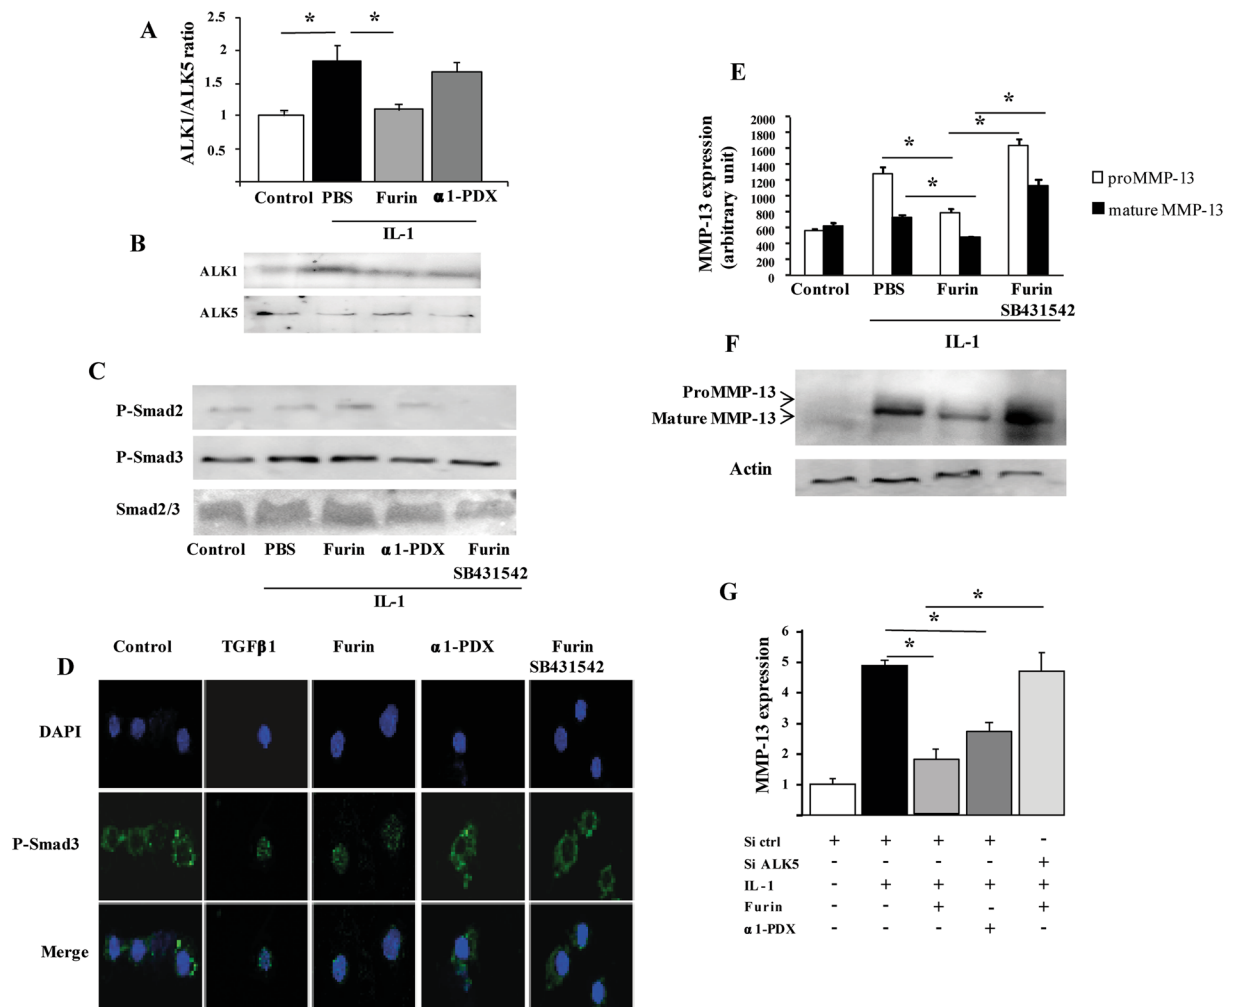 A
ALK1/ALK5 ratio
2.5
2
1.5
1
0.5
*
*
Control PBS Furin α1-PDX
IL-1
B
ALK1
ALK5
C
P-Smad2
P-Smad3
Smad2/3
Control PBS Furin α1-PDX Furin
SB431542
IL-1
D
Control TGFβ1 Furin α1-PDX Furin
SB431542
DAPI
P-Smad3
Merge
E
MMP-13 expression
(arbitrary unit)
2000
1800
1600
1400
1200
1000
800
600
400
200
0
*
*
*
*
proMMP-13
mature MMP-13
Control PBS Furin Furin
SB431542
IL-1
F
ProMMP-13
Mature MMP-13
Actin
G
MMP-13 expression
6
5
4
3
2
1
*
*
*
Si ctrl + + + + -
Si ALK5 - - - - +
IL-1 - + + + +
Furin - - + - +
α1-PDX - - - + -